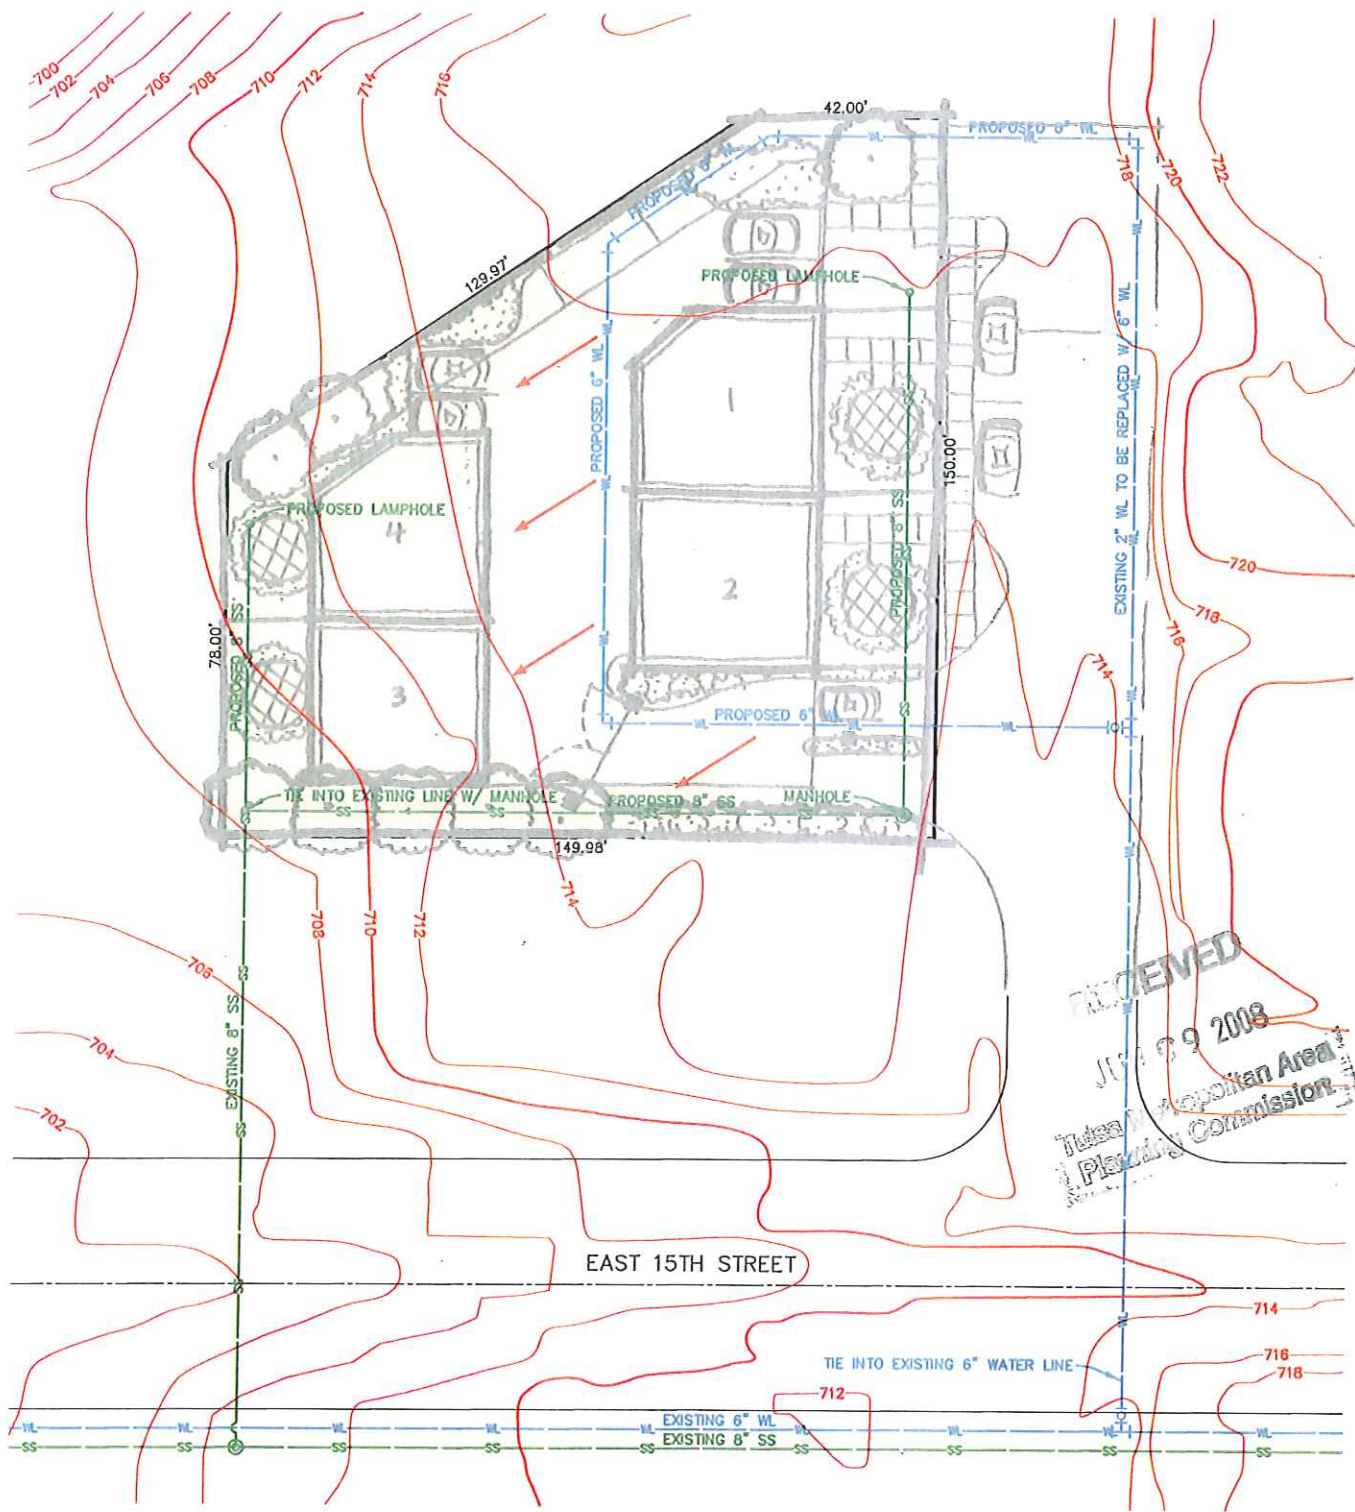 700
702
704
706
708
710
712
714
716
42.00'
PROPOSED 6" WL
718
720
722
PROPOSED 6" WL
129.97'
PROPOSED LAMPHOLE
PROPOSED 6" WL
1
150.00'
EXISTING 2" WL TO BE REPLACED W/ 6" WL
PROPOSED LAMPHOLE
4
2
PROPOSED 8" SS
720
718
716
714
78.00'
PROPOSED 8" SS
3
PROPOSED 6" WL
TIE INTO EXISTING LINE W/ MANHOLE
PROPOSED 8" SS
MANHOLE
149.98'
714
712
710
708
706
704
702
EXISTING 8" SS
RECEIVED
2008
Tulsa Metropolitan Area
Planning Commission
EAST 15TH STREET
714
716
718
TIE INTO EXISTING 6" WATER LINE
712
EXISTING 6" WL
EXISTING 8" SS